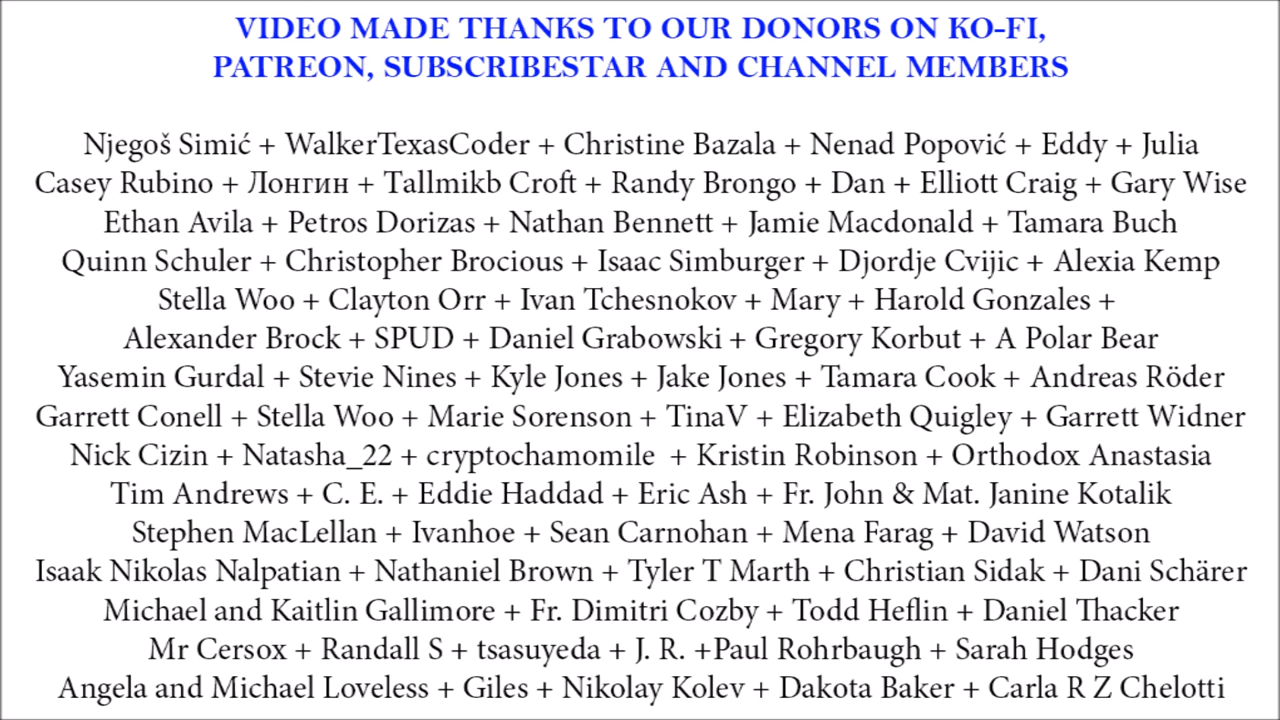 VIDEO MADE THANKS TO OUR DONORS ON KO-FI,
PATREON, SUBSCRIBESTAR AND CHANNEL MEMBERS
Njegoš Simić + WalkerTexasCoder + Christine Bazala + Nenad Popović + Eddy + Julia
Casey Rubino + Лонгин + Tallmikb Croft + Randy Brongo + Dan + Elliott Craig + Gary Wise
Ethan Avila + Petros Dorizas + Nathan Bennett + Jamie Macdonald + Tamara Buch
Quinn Schuler + Christopher Brocious + Isaac Simburger + Djordje Cvijic + Alexia Kemp
Stella Woo + Clayton Orr + Ivan Tchesnokov + Mary + Harold Gonzales +
Alexander Brock + SPUD + Daniel Grabowski + Gregory Korbut + A Polar Bear
Yasemin Gurdal + Stevie Nines + Kyle Jones + Jake Jones + Tamara Cook + Andreas Röder
Garrett Conell + Stella Woo + Marie Sorenson + TinaV + Elizabeth Quigley + Garrett Widner
Nick Cizin + Natasha_22 + cryptochamomile + Kristin Robinson + Orthodox Anastasia
Tim Andrews + C. E. + Eddie Haddad + Eric Ash + Fr. John & Mat. Janine Kotalik
Stephen MacLellan + Ivanhoe + Sean Carnohan + Mena Farag + David Watson
Isaak Nikolas Nalpatian + Nathaniel Brown + Tyler T Marth + Christian Sidak + Dani Schärer
Michael and Kaitlin Gallimore + Fr. Dimitri Cozby + Todd Heflin + Daniel Thacker
Mr Cersox + Randall S + tsasuyeda + J. R. +Paul Rohrbaugh + Sarah Hodges
Angela and Michael Loveless + Giles + Nikolay Kolev + Dakota Baker + Carla R Z Chelotti